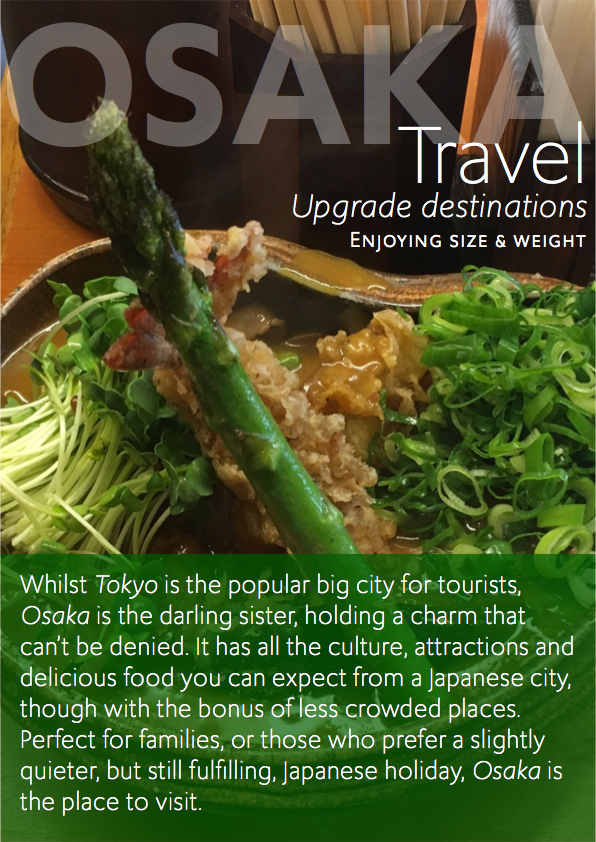 OSAKA
Travel
Upgrade destinations
ENJOYING SIZE & WEIGHT
Whilst Tokyo is the popular big city for tourists,
Osaka is the darling sister, holding a charm that
can't be denied. It has all the culture, attractions and
delicious food you can expect from a Japanese city,
though with the bonus of less crowded places.
Perfect for families, or those who prefer a slightly
quieter, but still fulfilling, Japanese holiday, Osaka is
the place to visit.